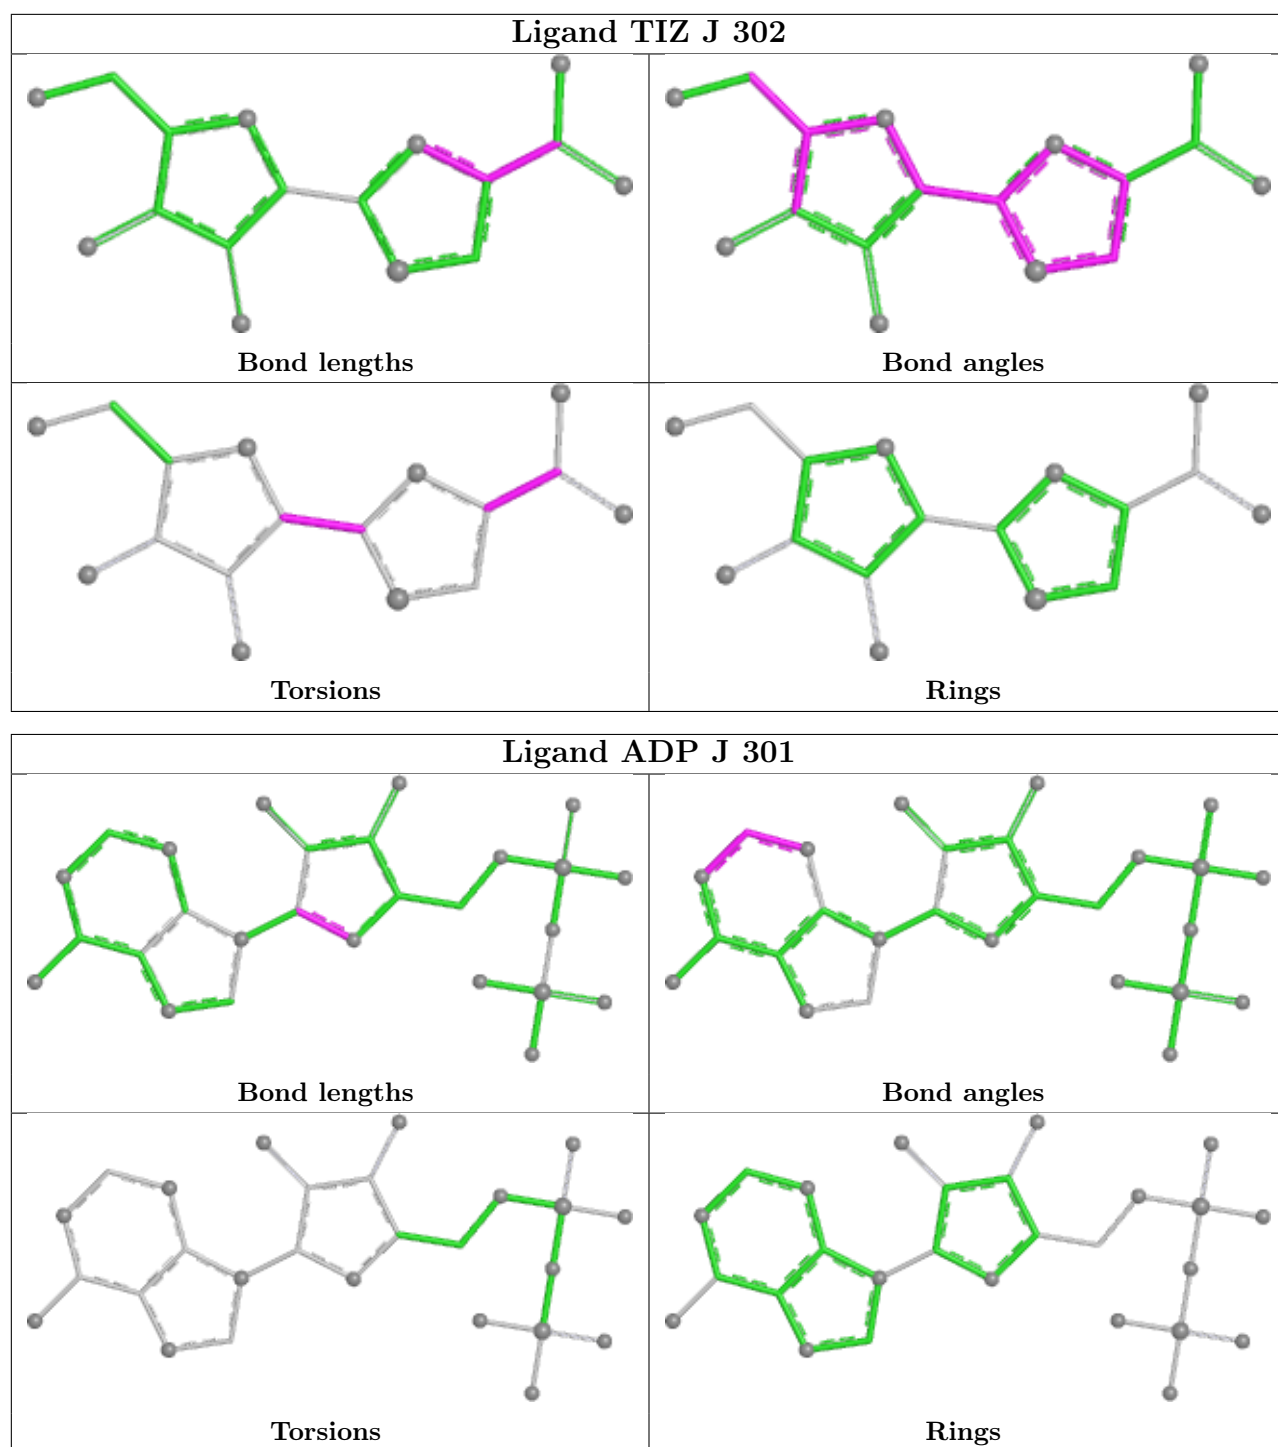 Ligand TIZ J 302
Bond lengths
Bond angles
Torsions
Rings
Ligand ADP J 301
Bond lengths
Bond angles
Torsions
Rings